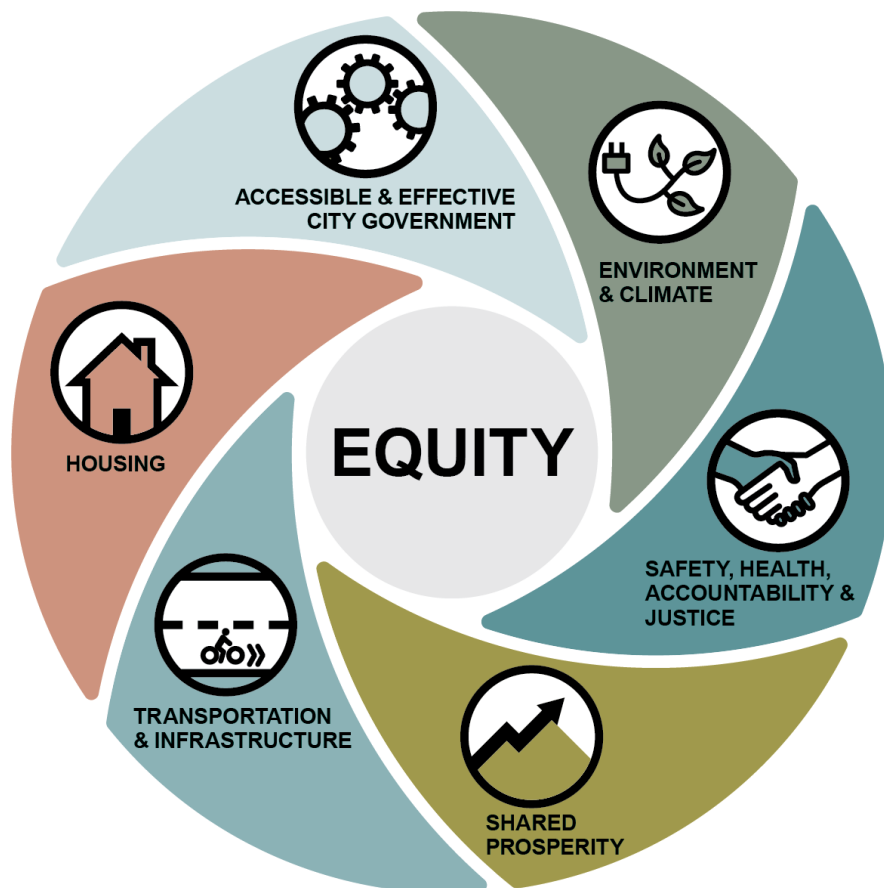 ACCESSIBLE & EFFECTIVE
CITY GOVERNMENT
ENVIRONMENT
& CLIMATE
SAFETY, HEALTH,
ACCOUNTABILITY &
JUSTICE
SHARED
PROSPERITY
TRANSPORTATION
& INFRASTRUCTURE
HOUSING
EQUITY